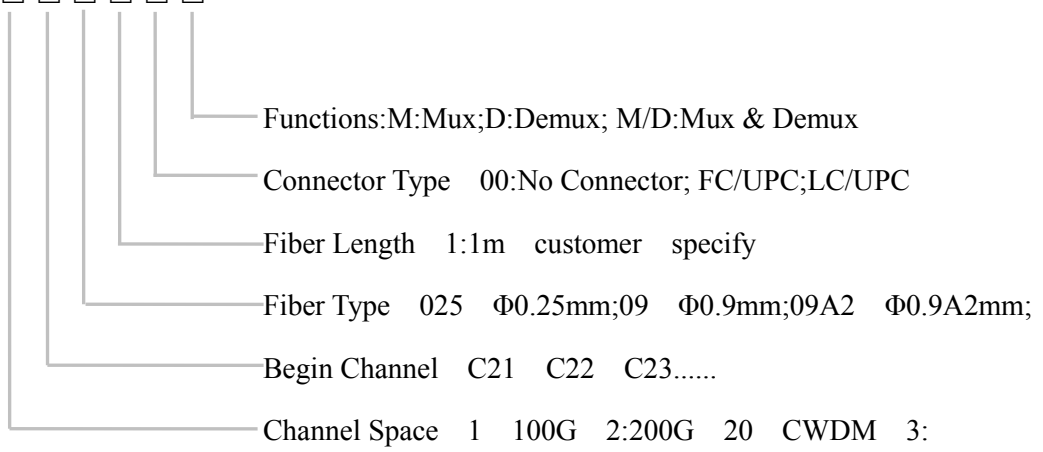 Functions:M:Mux;D:Demux; M/D:Mux & Demux
Connector Type 00:No Connector; FC/UPC;LC/UPC
Fiber Length 1:1m customer specify
Fiber Type 025 Φ0.25mm;09 Φ0.9mm;09A2 Φ0.9A2mm;
Begin Channel C21 C22 C23......
Channel Space 1 100G 2:200G 20 CWDM 3: